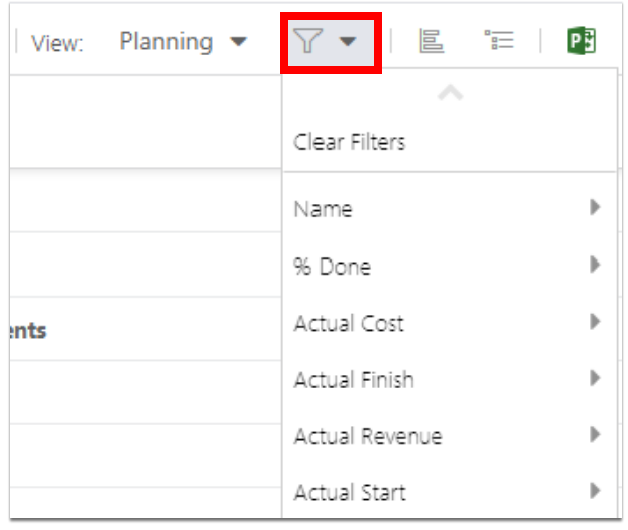 View: Planning
Clear Filters
Name
% Done
ents
Actual Cost
Actual Finish
Actual Revenue
Actual Start